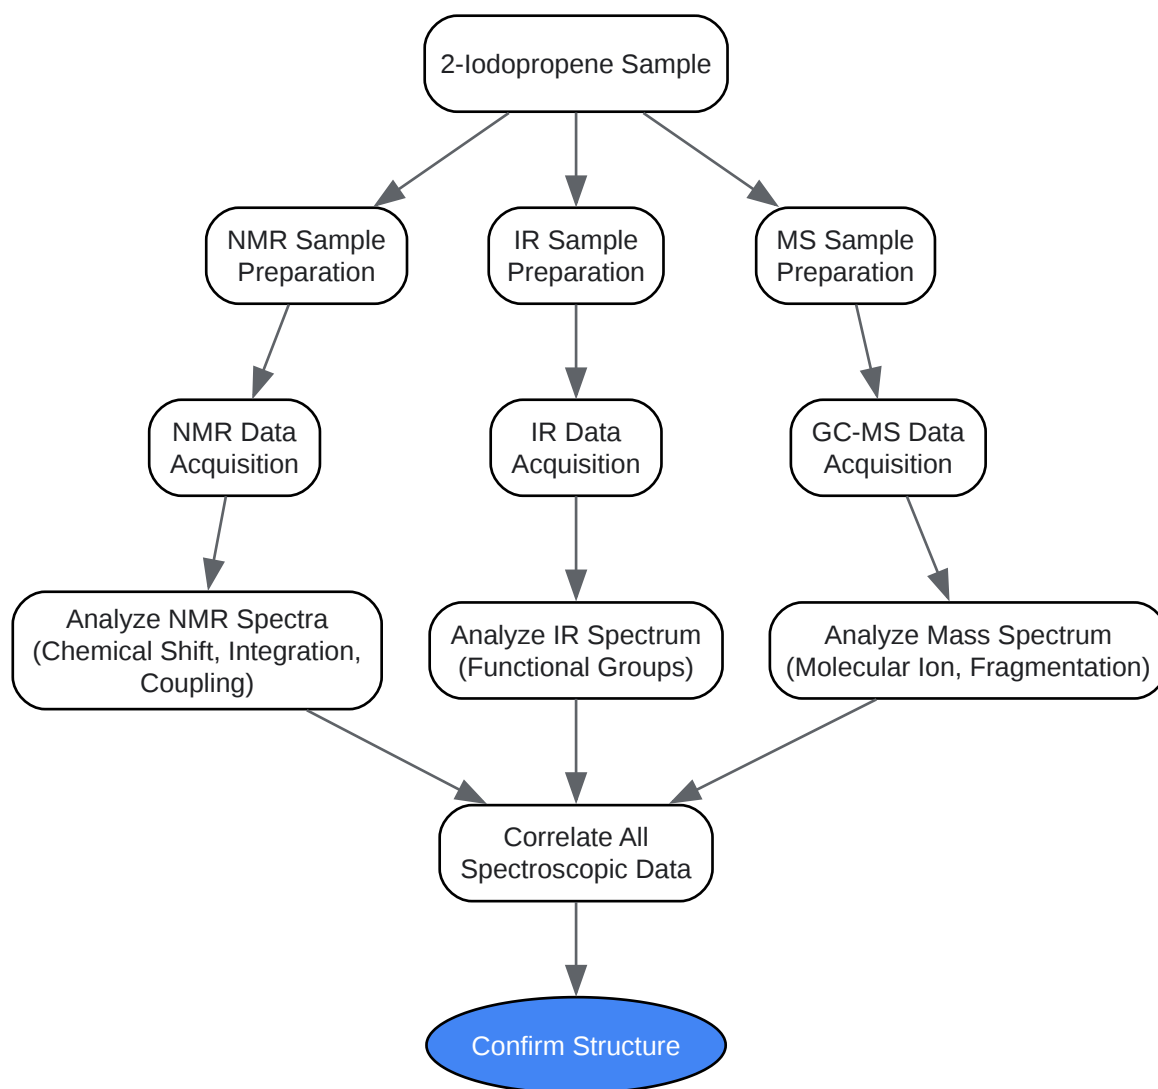 2-Iodopropene Sample
NMR Sample
Preparation
IR Sample
Preparation
MS Sample
Preparation
NMR Data
Acquisition
IR Data
Acquisition
GC-MS Data
Acquisition
Analyze NMR Spectra
(Chemical Shift, Integration,
Coupling)
Analyze IR Spectrum
(Functional Groups)
Analyze Mass Spectrum
(Molecular Ion, Fragmentation)
Correlate All
Spectroscopic Data
Confirm Structure